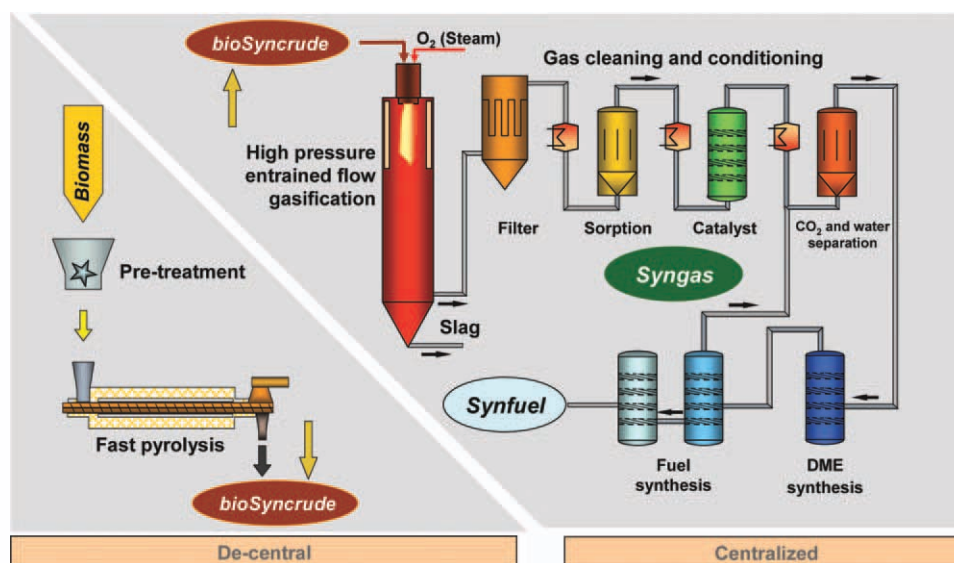 bioSyncrude
O₂ (Steam)
Gas cleaning and conditioning
Biomass
High pressure
entrained flow
gasification
Filter
Sorption
Catalyst
CO₂ and water
separation
Pre-treatment
Syngas
Slag
Synfuel
Fast pyrolysis
Fuel
synthesis
DME
synthesis
bioSyncrude
De-central
Centralized